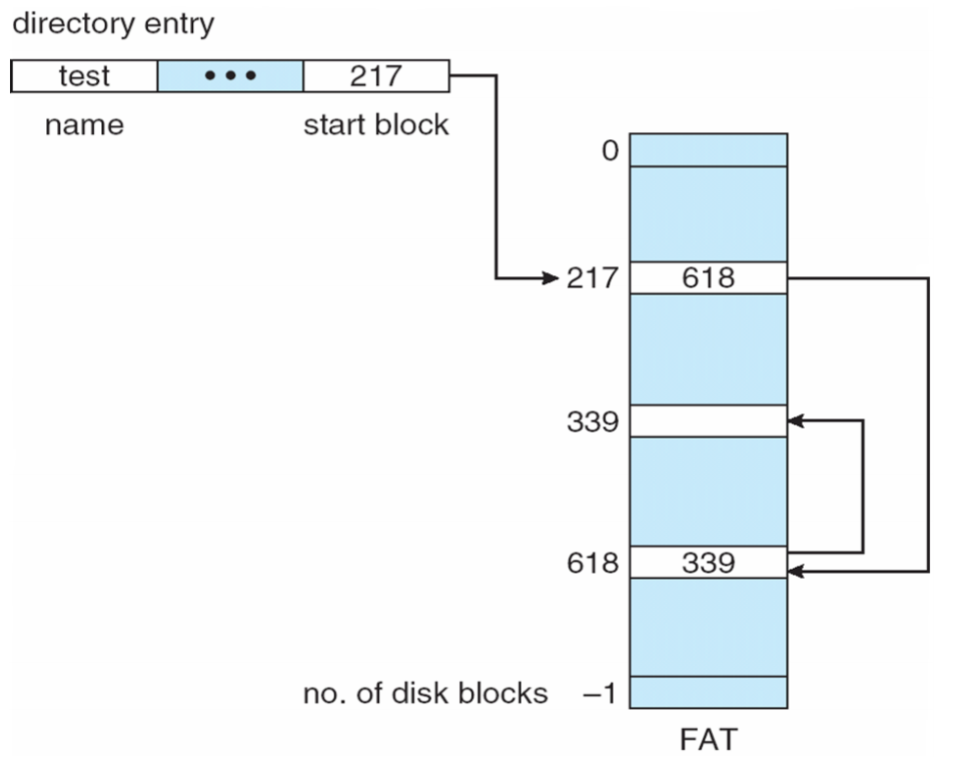 directory entry
test ••• 217
name start block
0
217 618
339
618 339
no. of disk blocks –1
FAT